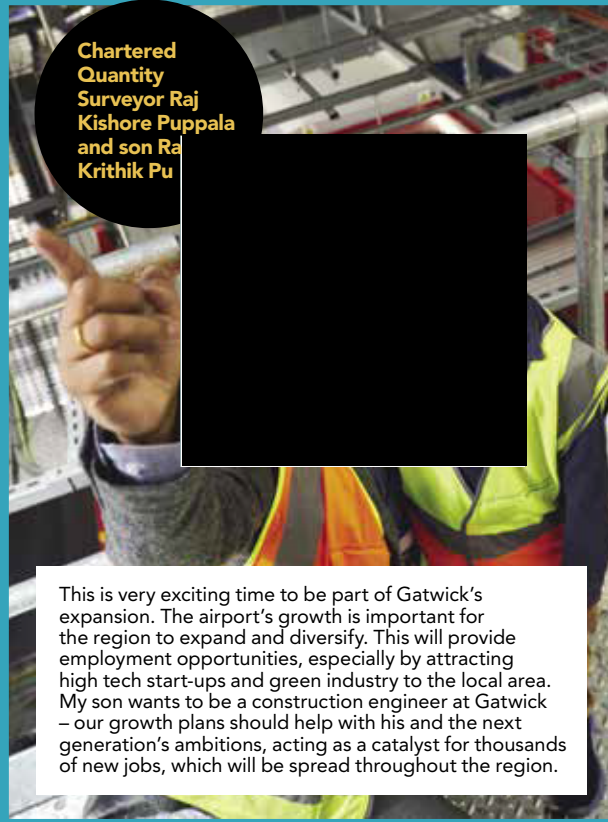 Chartered
Quantity
Surveyor Raj
Kishore Puppala
and son
Krithik
This is very exciting time to be part of Gatwick's
expansion. The airport's growth is important for
the region to expand and diversify. This will provide
employment opportunities, especially by attracting
high tech start-ups and green industry to the local area.
My son wants to be a construction engineer at Gatwick
– our growth plans should help with his and the next
generation's ambitions, acting as a catalyst for thousands
of new jobs, which will be spread throughout the region.